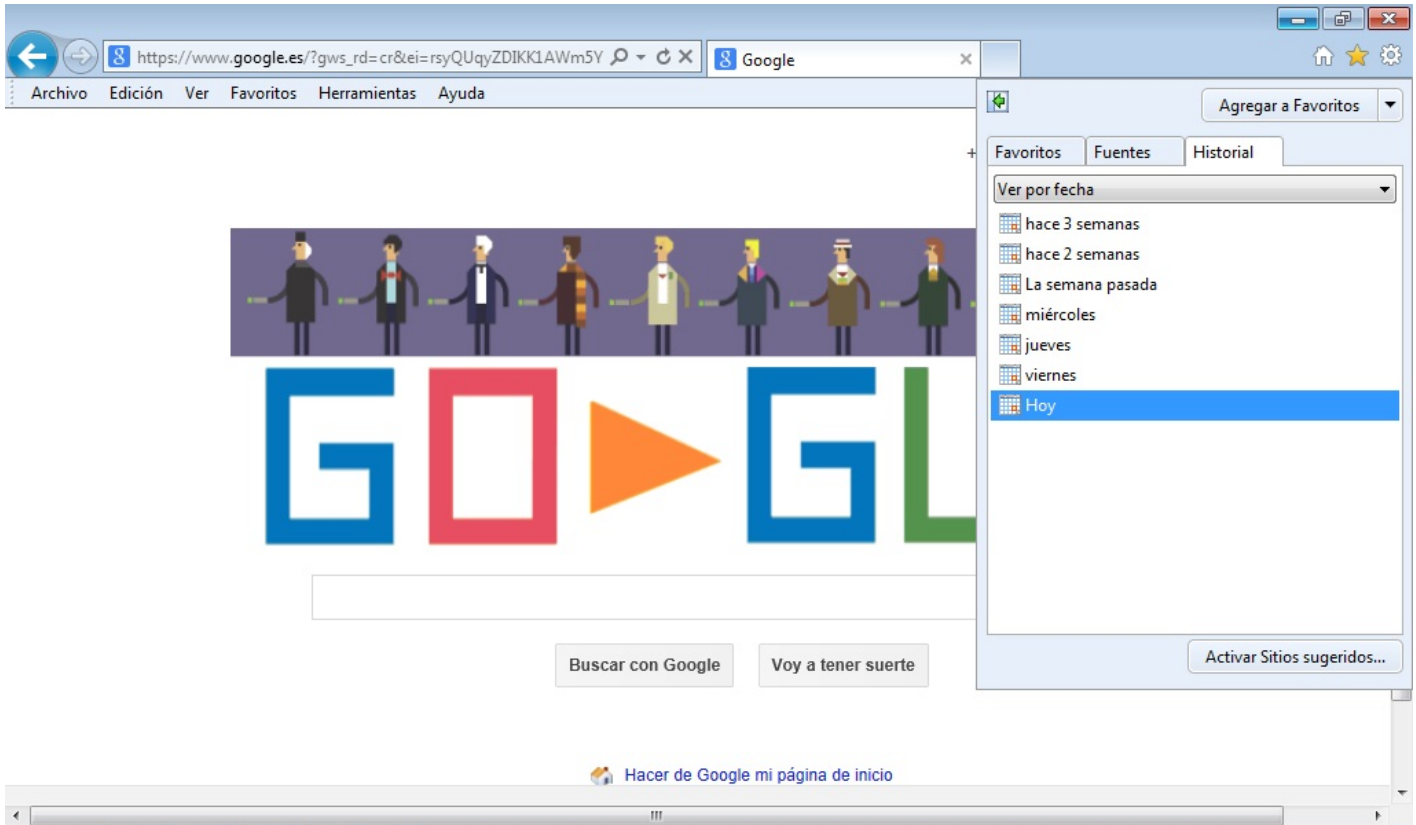 https://www.google.es/?gws_rd=cr&ei=rsyQUqyZDIKK1AWm5Y
Google
Archivo Edición Ver Favoritos Herramientas Ayuda
Agregar a Favoritos
+
Favoritos Fuentes Historial
Ver por fecha
hace 3 semanas
hace 2 semanas
La semana pasada
miércoles
jueves
viernes
Hoy
GO GL
Buscar con Google Voy a tener suerte
Activar Sitios sugeridos...
Hacer de Google mi página de inicio